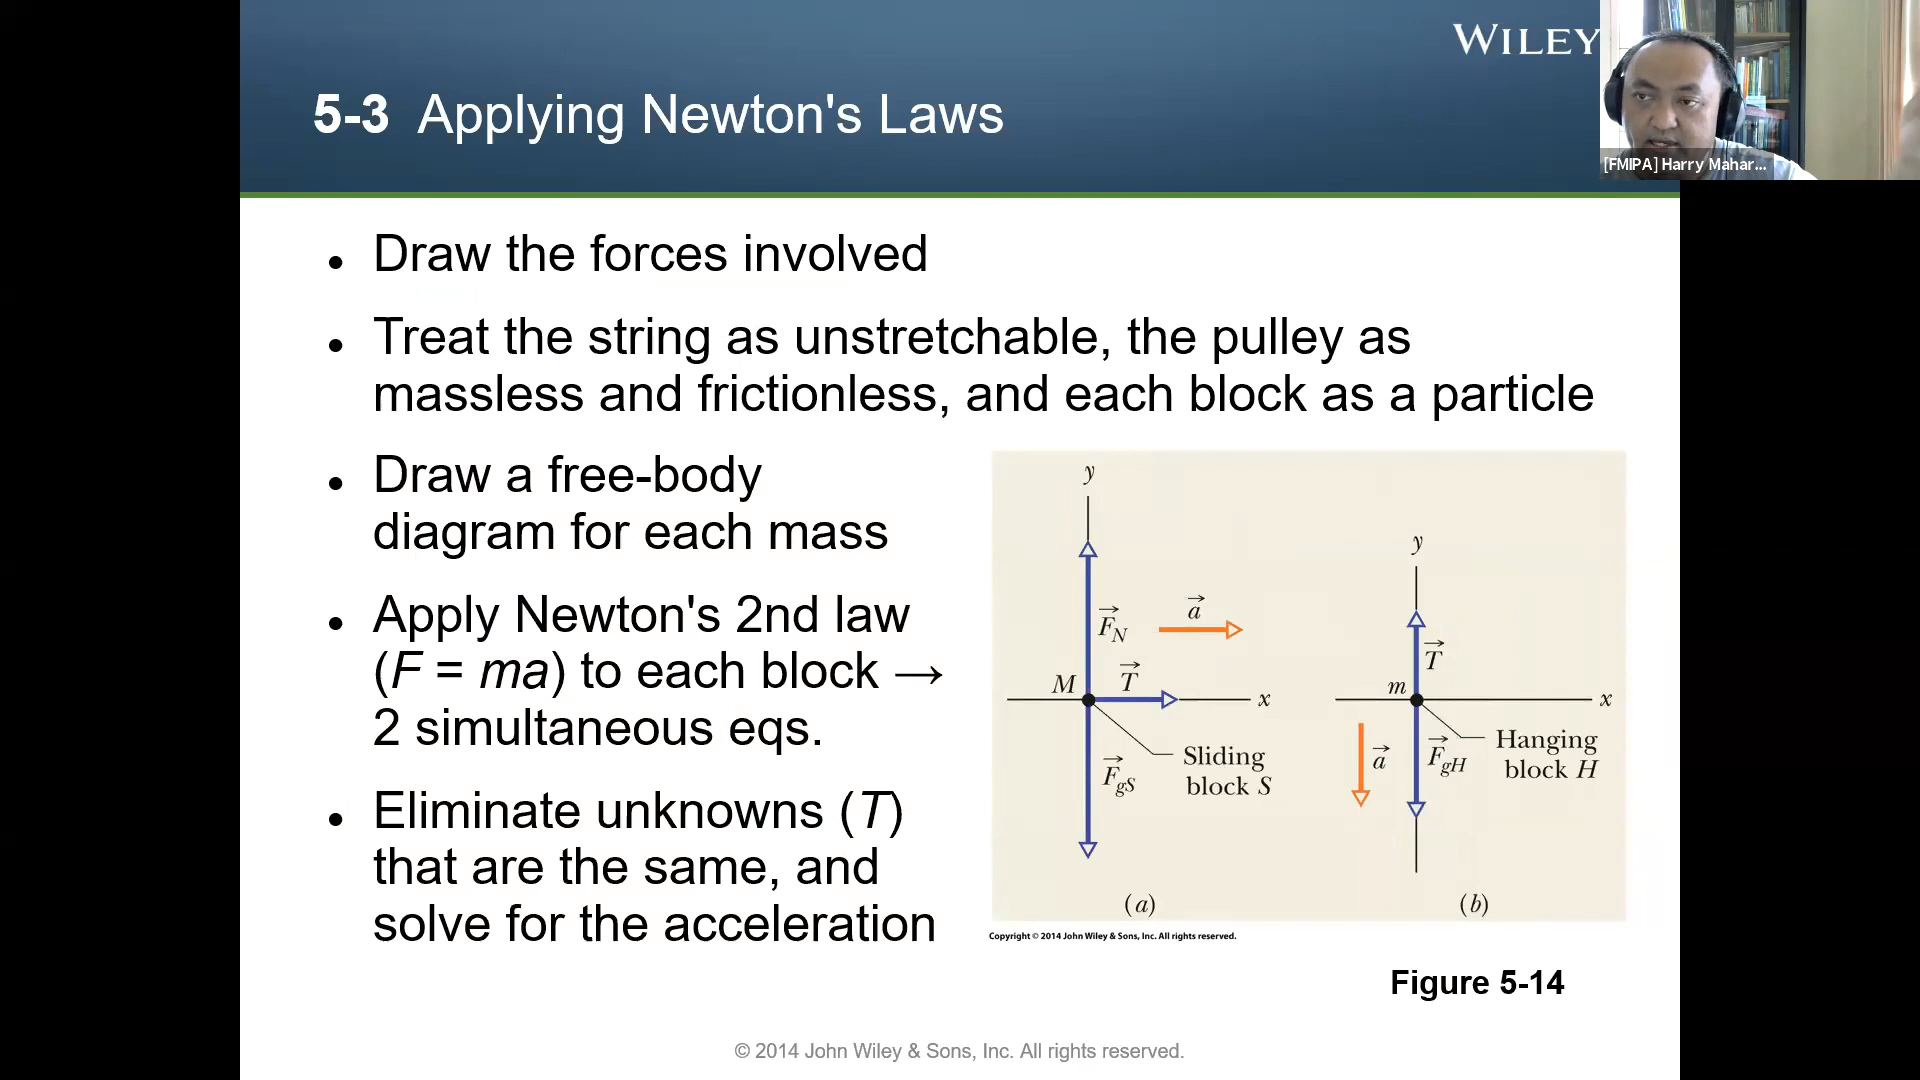 WILEY
[FMIPA] Harry Mahar...
5-3 Applying Newton's Laws
• Draw the forces involved
• Treat the string as unstretchable, the pulley as
massless and frictionless, and each block as a particle
• Draw a free-body
diagram for each mass
• Apply Newton's 2nd law
(F = ma) to each block →
2 simultaneous eqs.
• Eliminate unknowns (T)
that are the same, and
solve for the acceleration
y
F⃗N
a⃗
M
T⃗
x
F⃗gS
Sliding
block S
(a)
y
T⃗
m
x
a⃗
F⃗gH
Hanging
block H
(b)
Copyright © 2014 John Wiley & Sons, Inc. All rights reserved.
Figure 5-14
© 2014 John Wiley & Sons, Inc. All rights reserved.